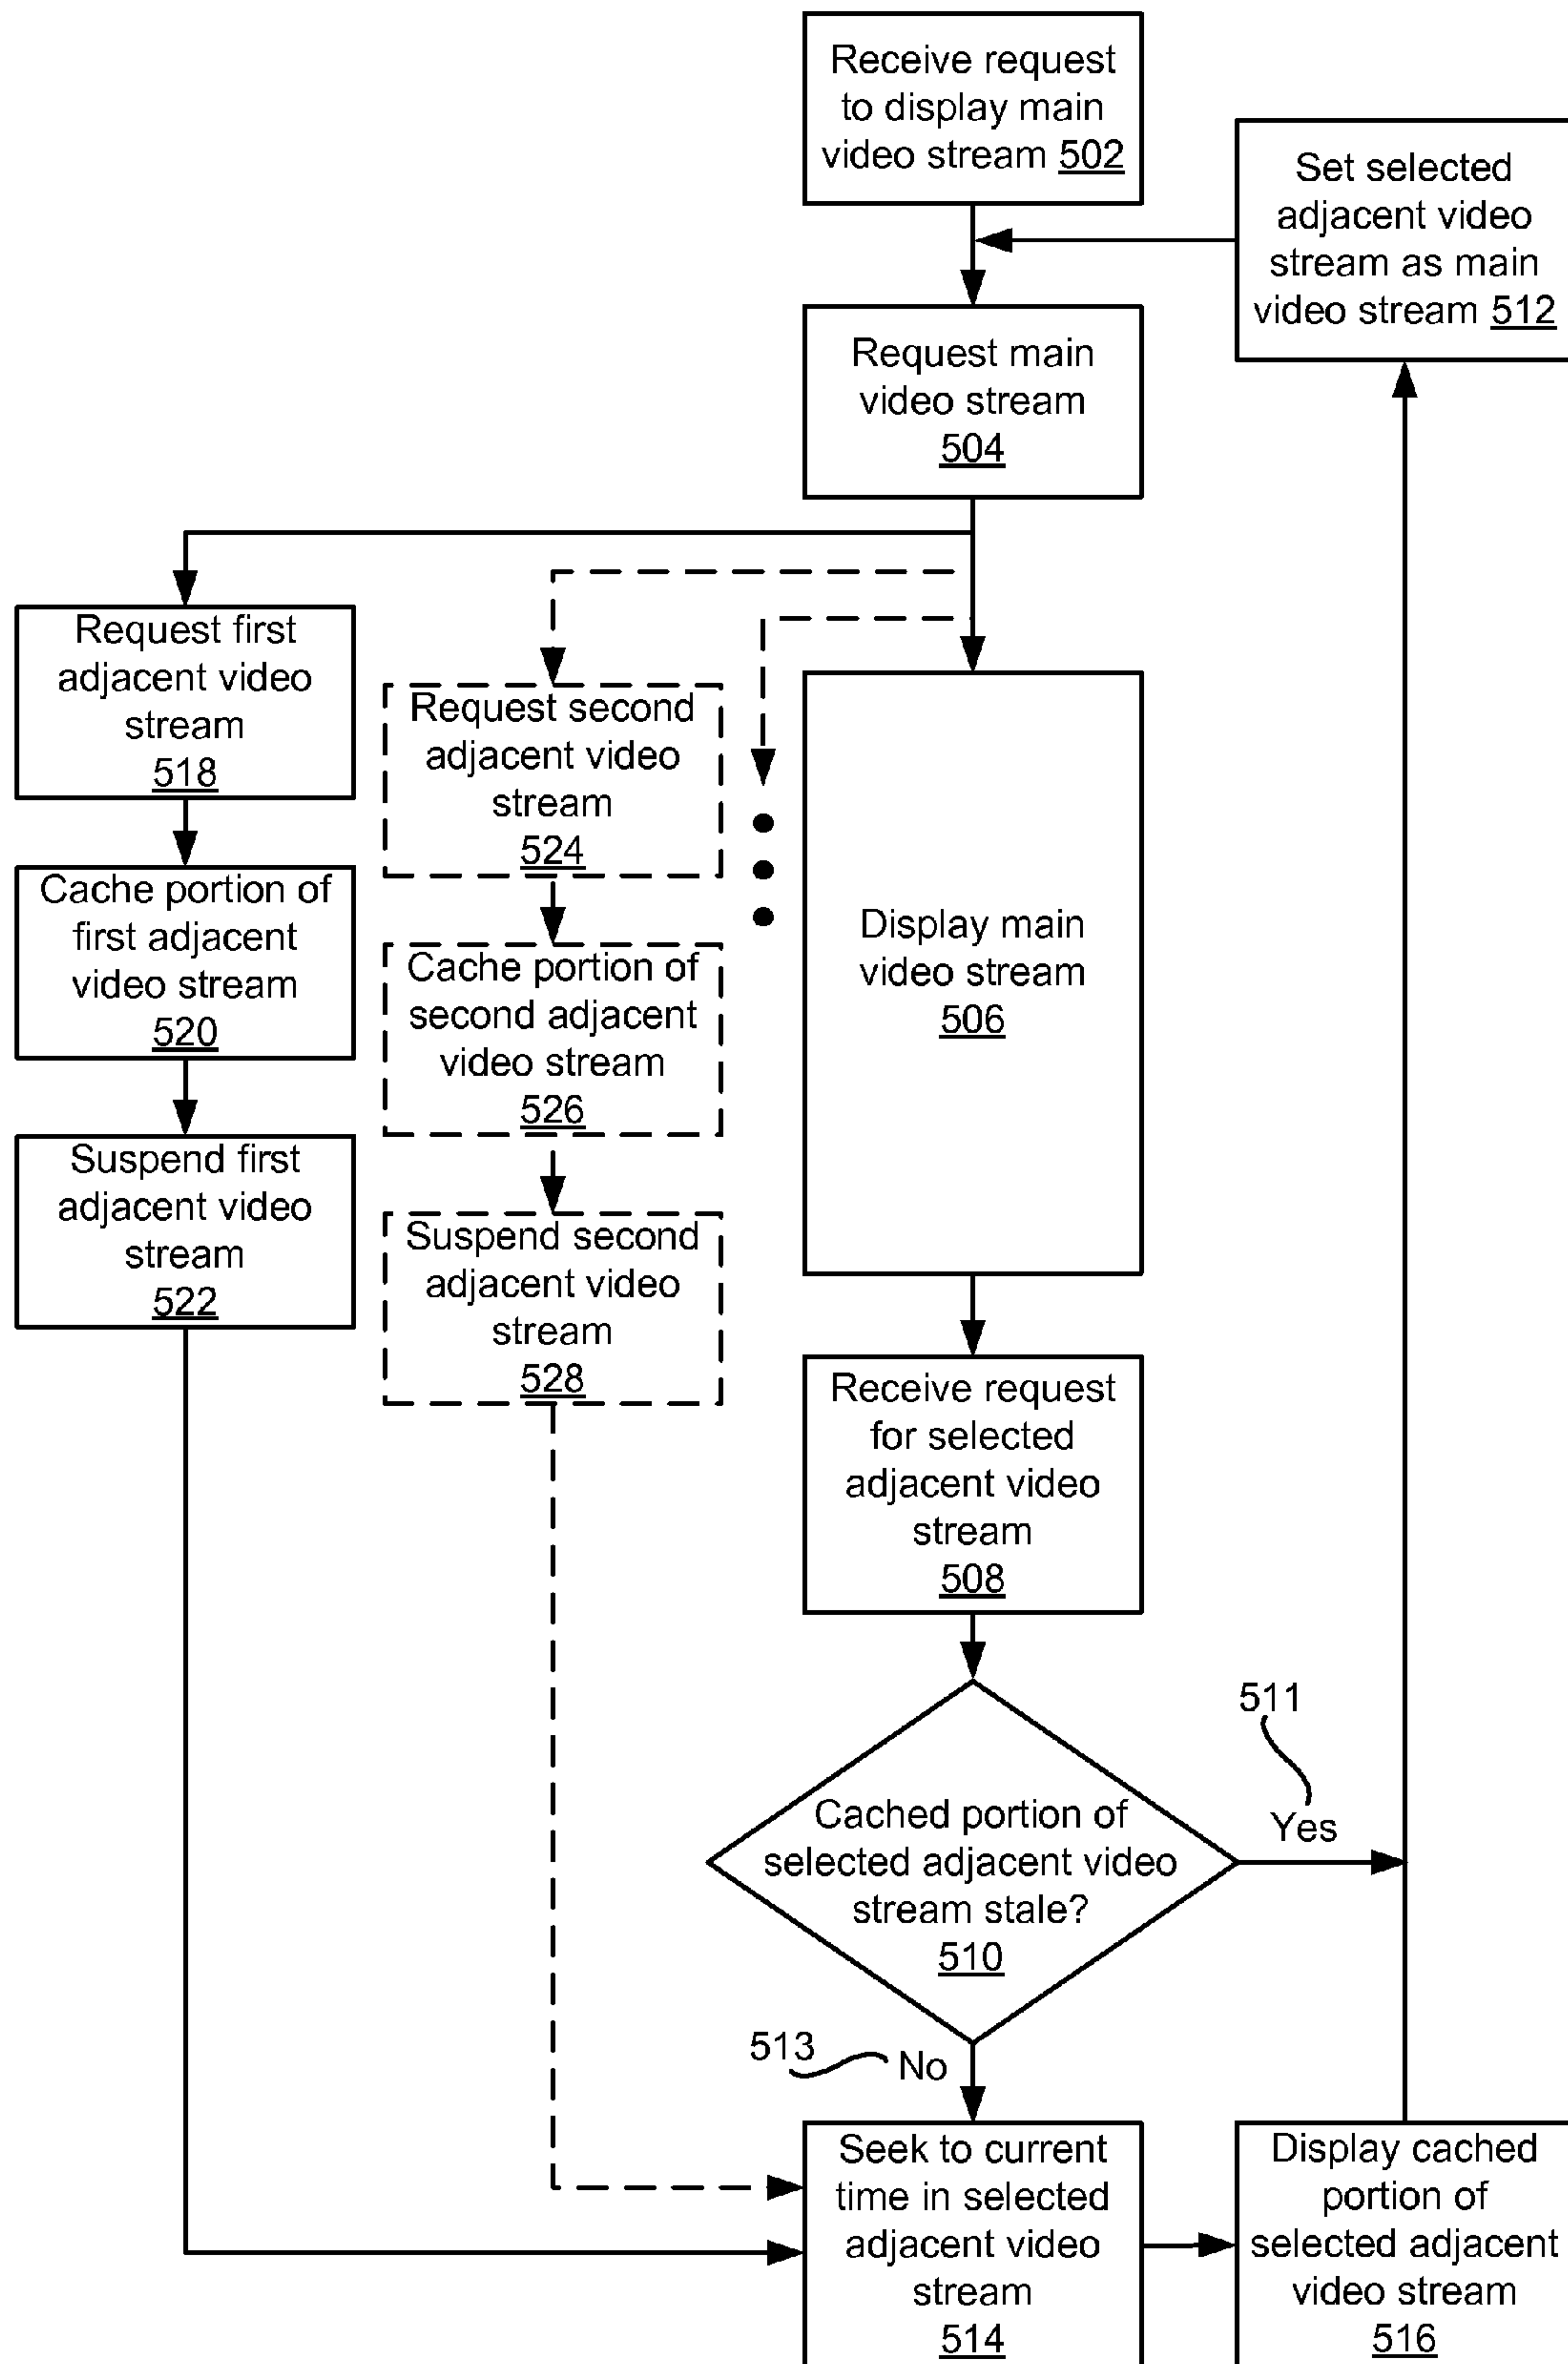 Receive request
to display main
video stream 502
Set selected
adjacent video
stream as main
video stream 512
Request main
video stream
504
Request first
adjacent video
stream
518
Request second
adjacent video
stream
524
Cache portion of
first adjacent
video stream
520
Cache portion of
second adjacent
video stream
526
Display main
video stream
506
Suspend first
adjacent video
stream
522
Suspend second
adjacent video
stream
528
Receive request
for selected
adjacent video
stream
508
511
Yes
Cached portion of
selected adjacent video
stream stale?
510
513
No
Seek to current
time in selected
adjacent video
stream
514
Display cached
portion of
selected adjacent
video stream
516